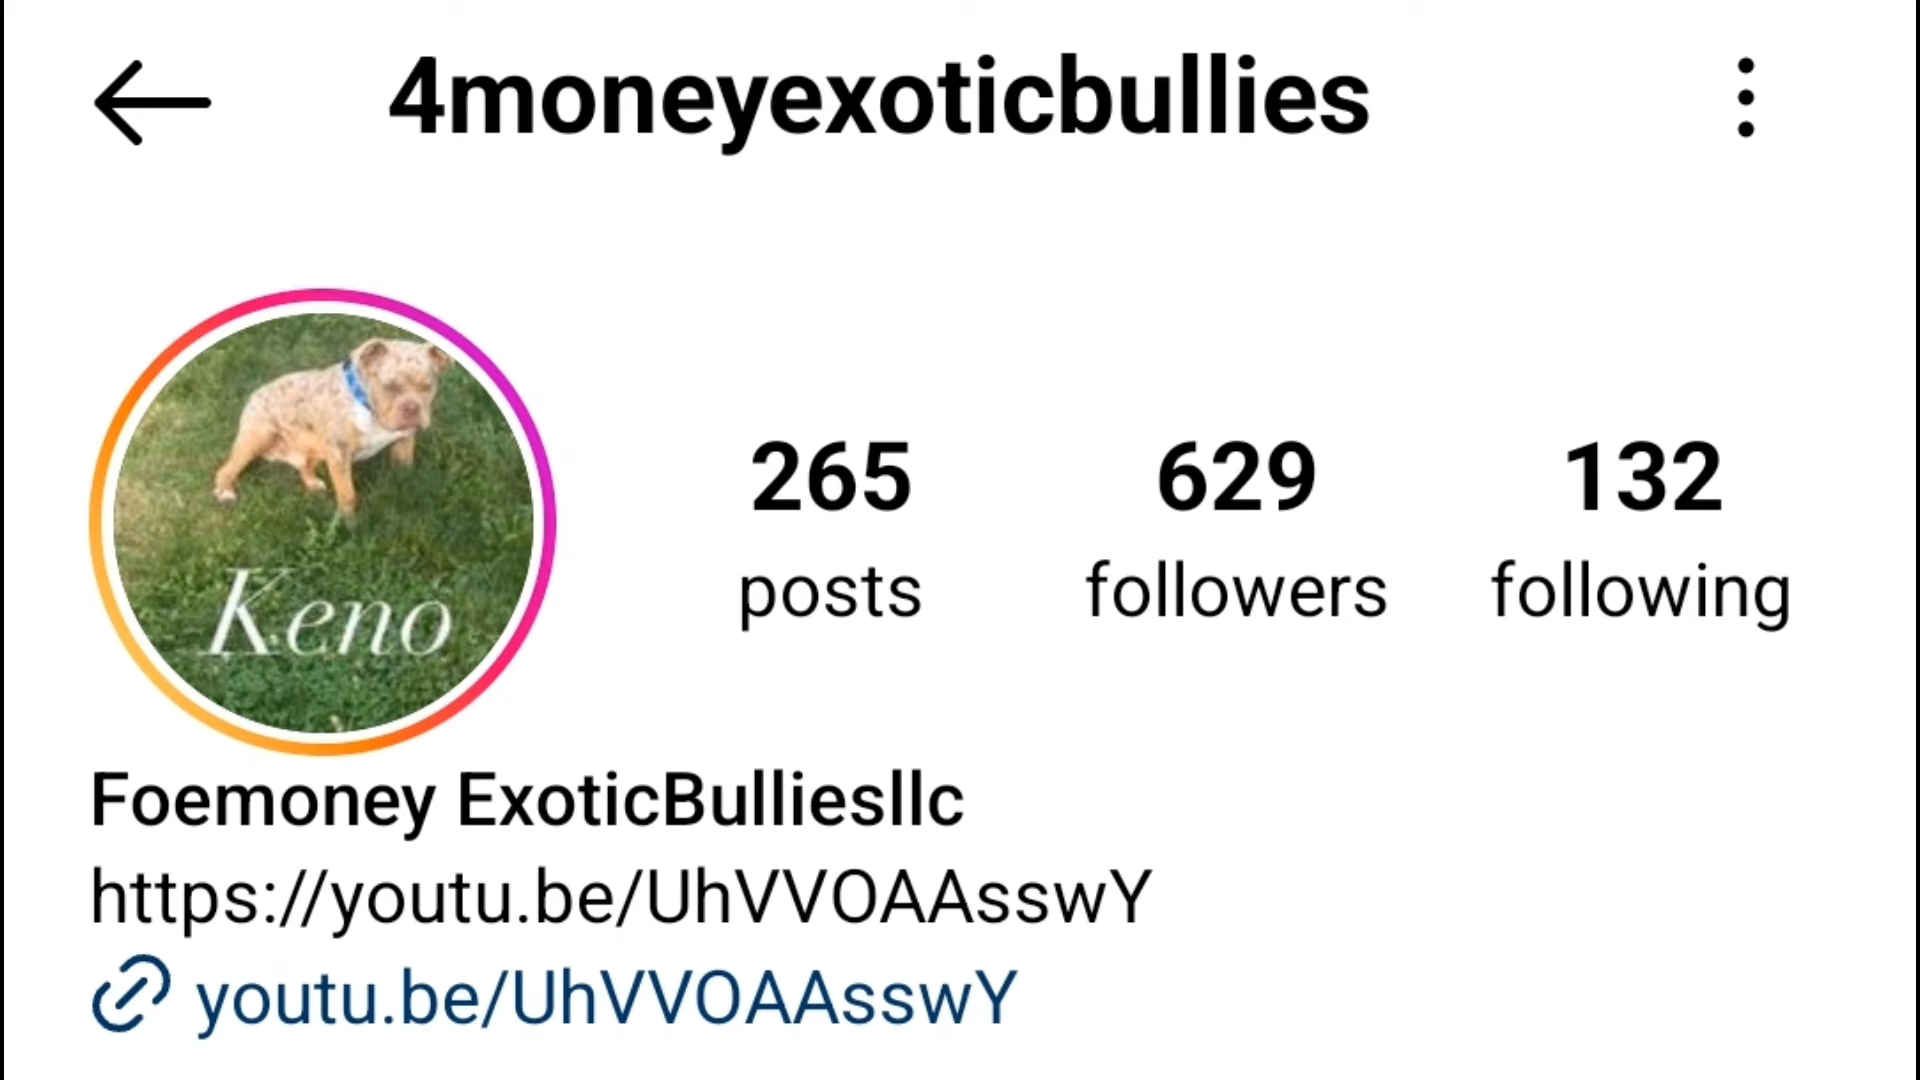 4moneyexoticbullies
Keno
265 629 132
posts followers following
Foemoney ExoticBulliesllc
https://youtu.be/UhVVOAAsswY
youtu.be/UhVVOAAsswY